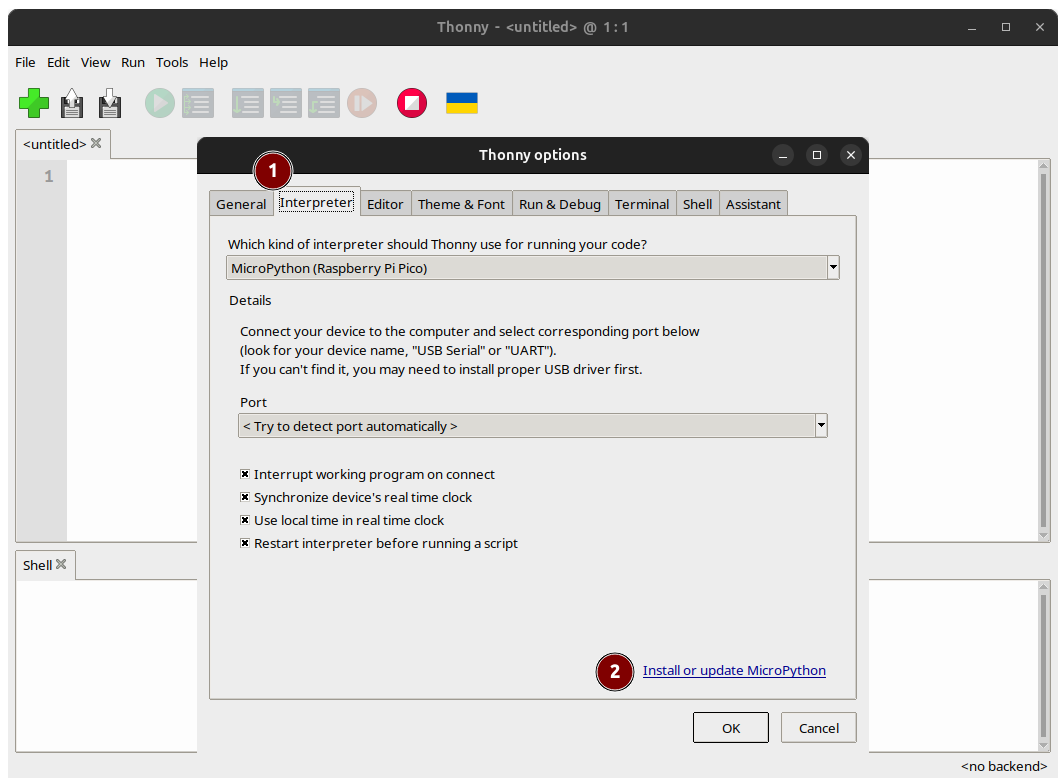 Thonny - <untitled> @ 1:1
File Edit View Run Tools Help
<untitled>
1
Thonny options
1
General Interpreter Editor Theme & Font Run & Debug Terminal Shell Assistant
Which kind of interpreter should Thonny use for running your code?
MicroPython (Raspberry Pi Pico)
Details
Connect your device to the computer and select corresponding port below
(look for your device name, "USB Serial" or "UART").
If you can't find it, you may need to install proper USB driver first.
Port
< Try to detect port automatically >
Interrupt working program on connect
Synchronize device's real time clock
Use local time in real time clock
Restart interpreter before running a script
Shell
2 Install or update MicroPython
OK Cancel
<no backend>